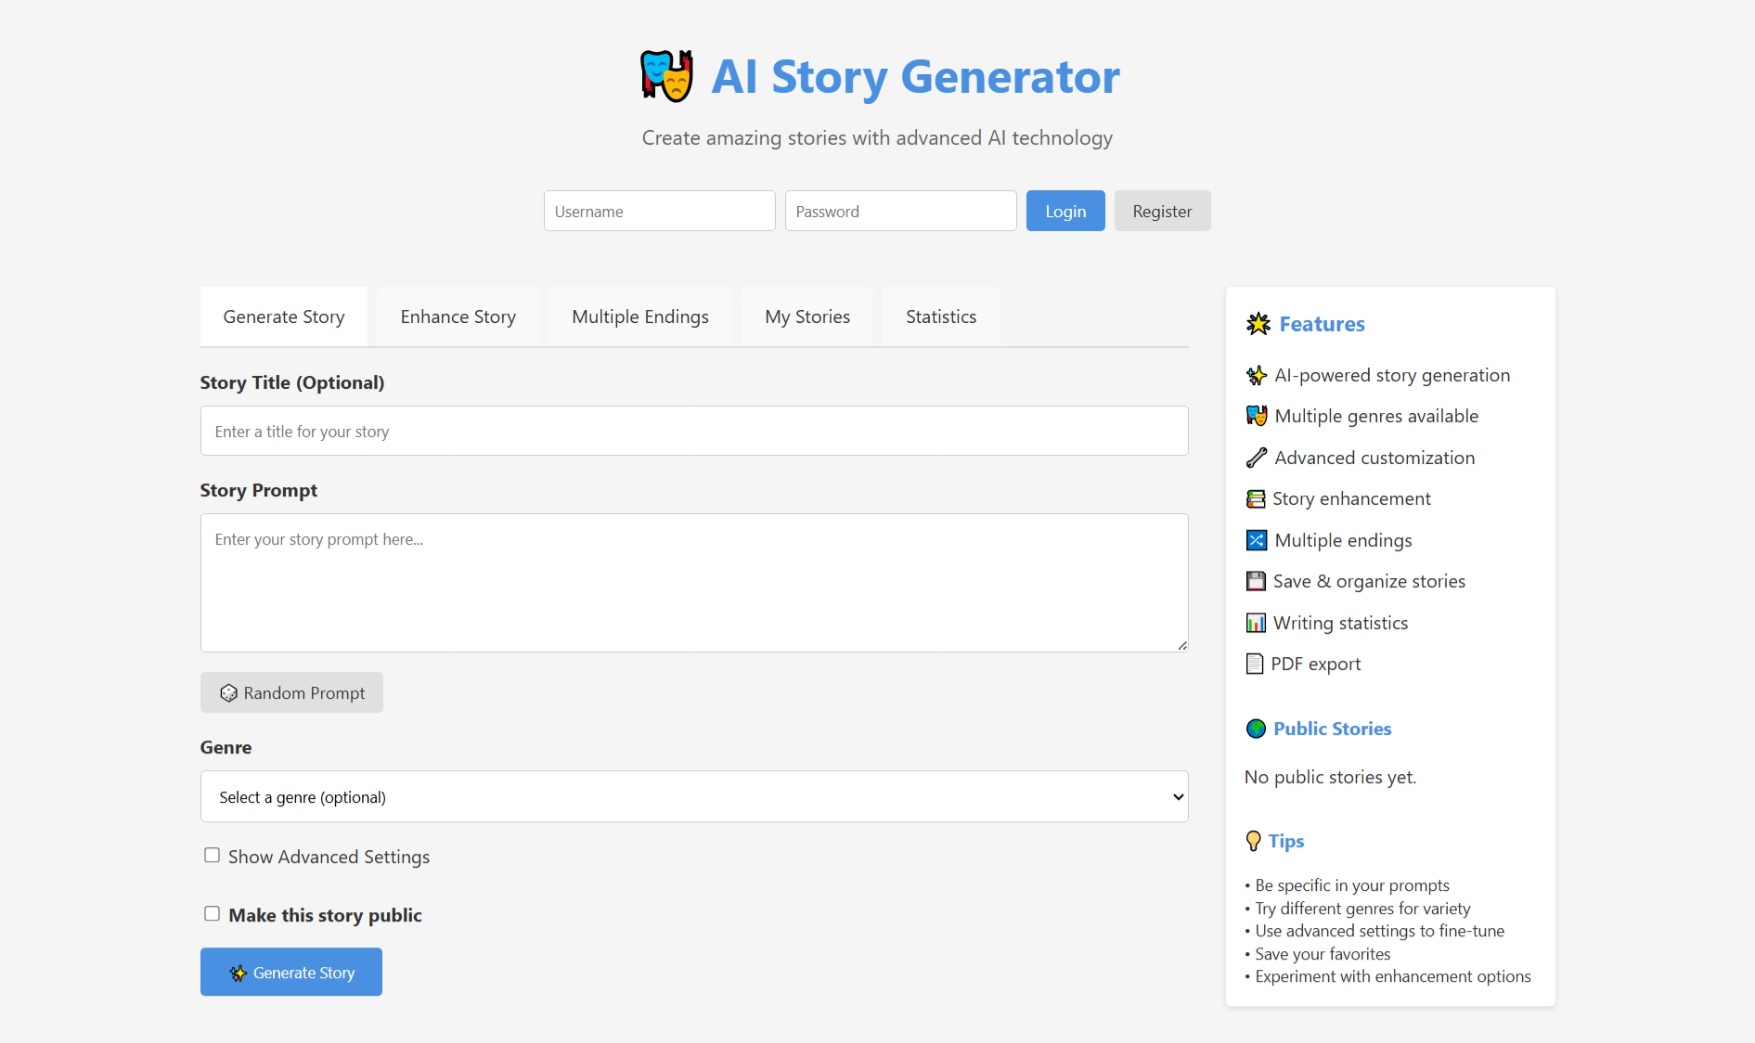 AI Story Generator
Create amazing stories with advanced AI technology
Username
Password
Login
Register
Generate Story
Enhance Story
Multiple Endings
My Stories
Statistics
Story Title (Optional)
Enter a title for your story
Story Prompt
Enter your story prompt here...
Random Prompt
Genre
Select a genre (optional)
Show Advanced Settings
Make this story public
Generate Story
Features
AI-powered story generation
Multiple genres available
Advanced customization
Story enhancement
Multiple endings
Save & organize stories
Writing statistics
PDF export
Public Stories
No public stories yet.
Tips
• Be specific in your prompts
• Try different genres for variety
• Use advanced settings to fine-tune
• Save your favorites
• Experiment with enhancement options